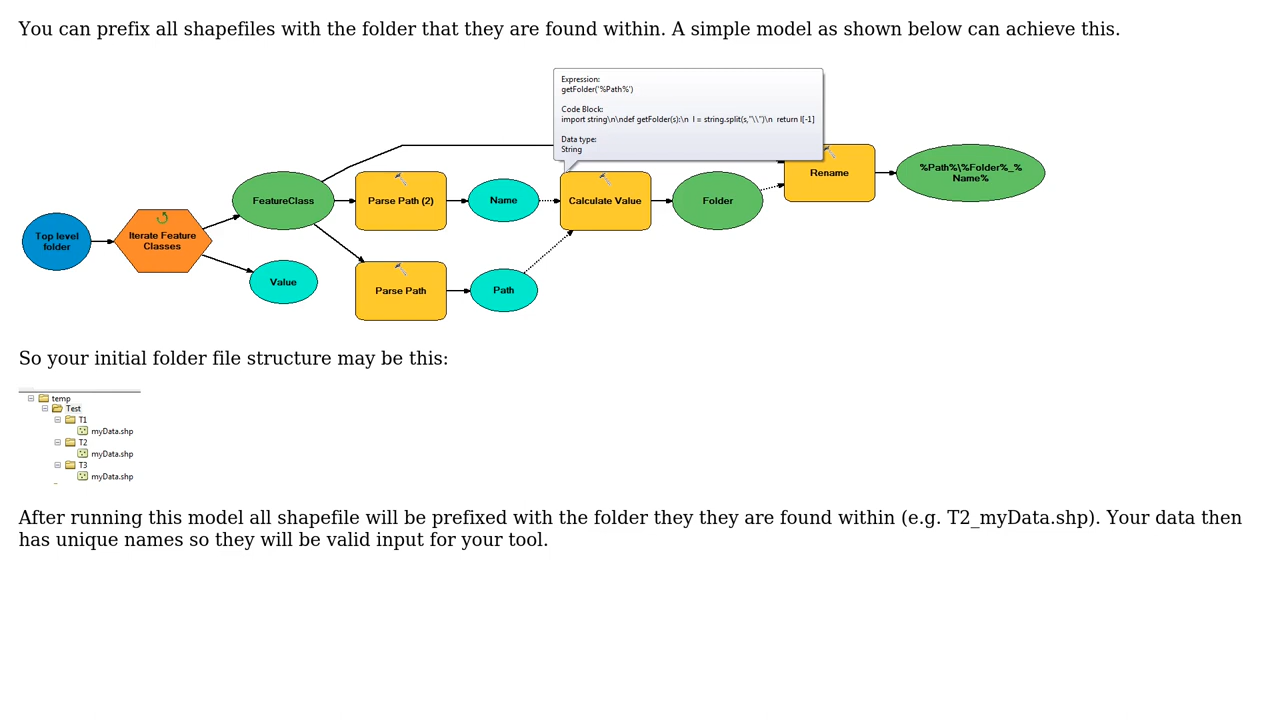 You can prefix all shapefiles with the folder that they are found within. A simple model as shown below can achieve this.
Expression:
getFolder('%Path%')
Code Block:
import string\n\ndef getFolder(s):\n  l = string.split(s,"\\")\n  return l[-1]
Data type:
String
Top level
folder
Iterate Feature
Classes
FeatureClass
Value
Parse Path (2)
Parse Path
Name
Path
Calculate Value
Folder
Rename
%Path%\%Folder%_%
Name%
So your initial folder file structure may be this:
temp
Test
T1
myData.shp
T2
myData.shp
T3
myData.shp
After running this model all shapefile will be prefixed with the folder they they are found within (e.g. T2_myData.shp). Your data then
has unique names so they will be valid input for your tool.